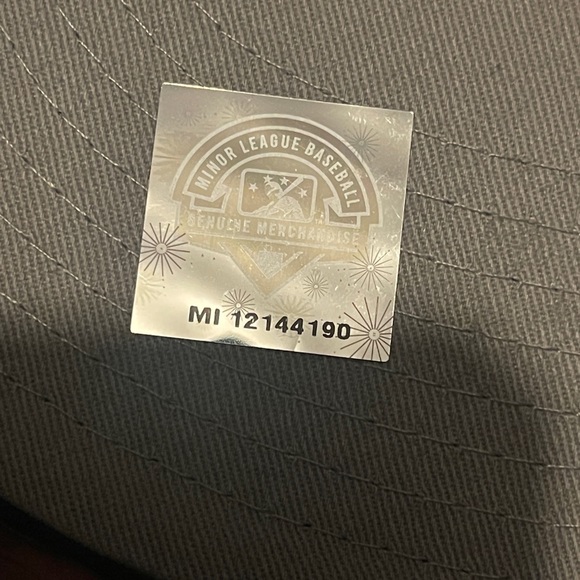 MINOR LEAGUE BASEBALL
GENUINE MERCHANDISE
MI 12144190